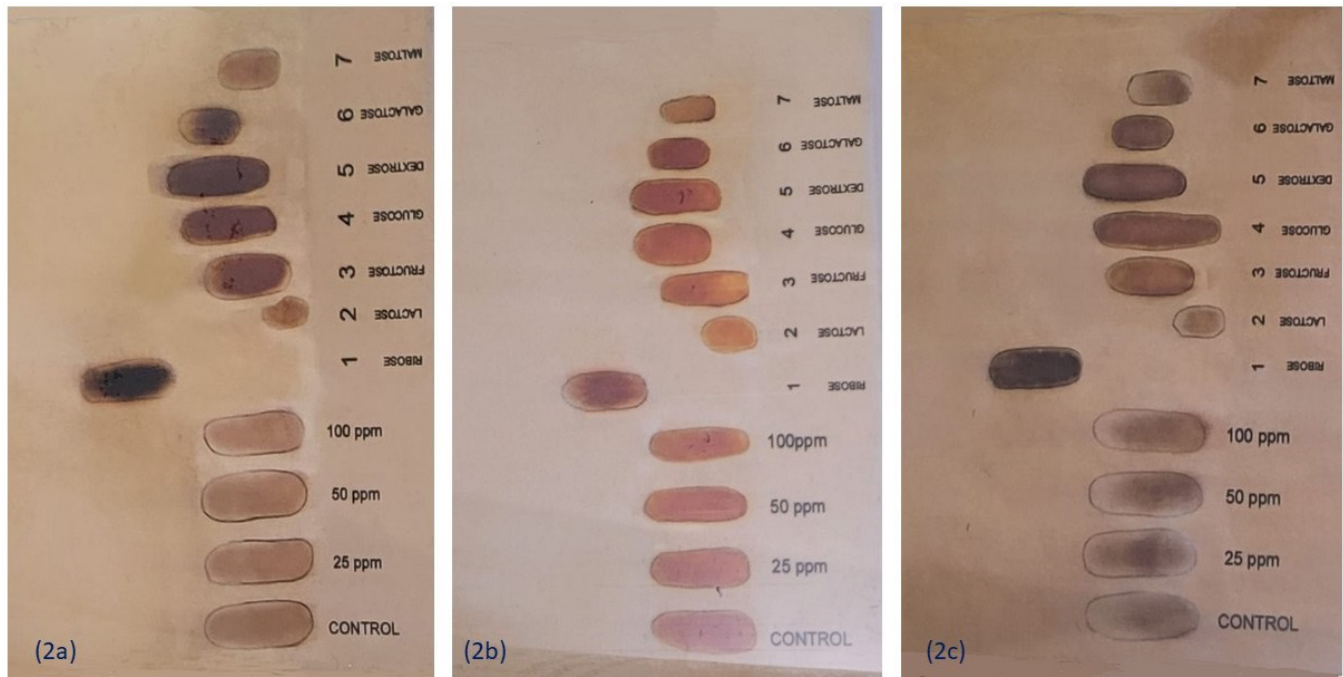 7 MALTOSE
6 GALACTOSE
5 DEXTROSE
4 GLUCOSE
3 FRUCTOSE
2 LACTOSE
1 RIBOSE
100 ppm
50 ppm
25 ppm
CONTROL
(2a)
7 MALTOSE
6 GALACTOSE
5 DEXTROSE
4 GLUCOSE
3 FRUCTOSE
2 LACTOSE
1 RIBOSE
100ppm
50 ppm
25 ppm
CONTROL
(2b)
7 MALTOSE
6 GALACTOSE
5 DEXTROSE
4 GLUCOSE
3 FRUCTOSE
2 LACTOSE
1 RIBOSE
100 ppm
50 ppm
25 ppm
CONTROL
(2c)